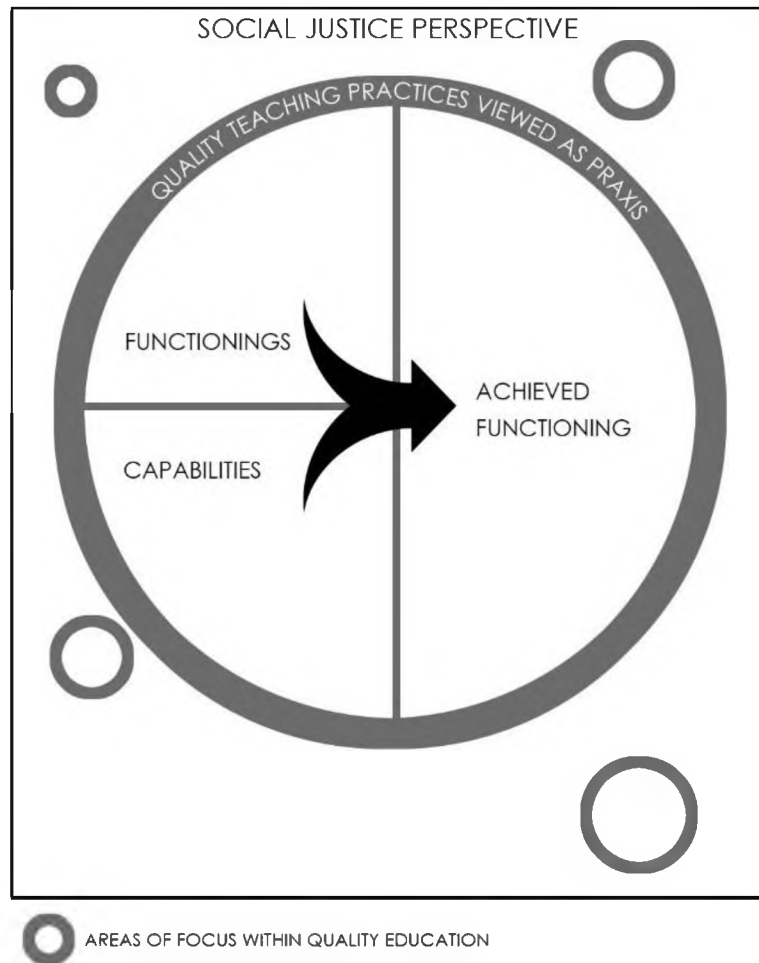 SOCIAL JUSTICE PERSPECTIVE
QUALITY TEACHING PRACTICES VIEWED AS PRAXIS
FUNCTIONINGS
CAPABILITIES
ACHIEVED
FUNCTIONING
AREAS OF FOCUS WITHIN QUALITY EDUCATION